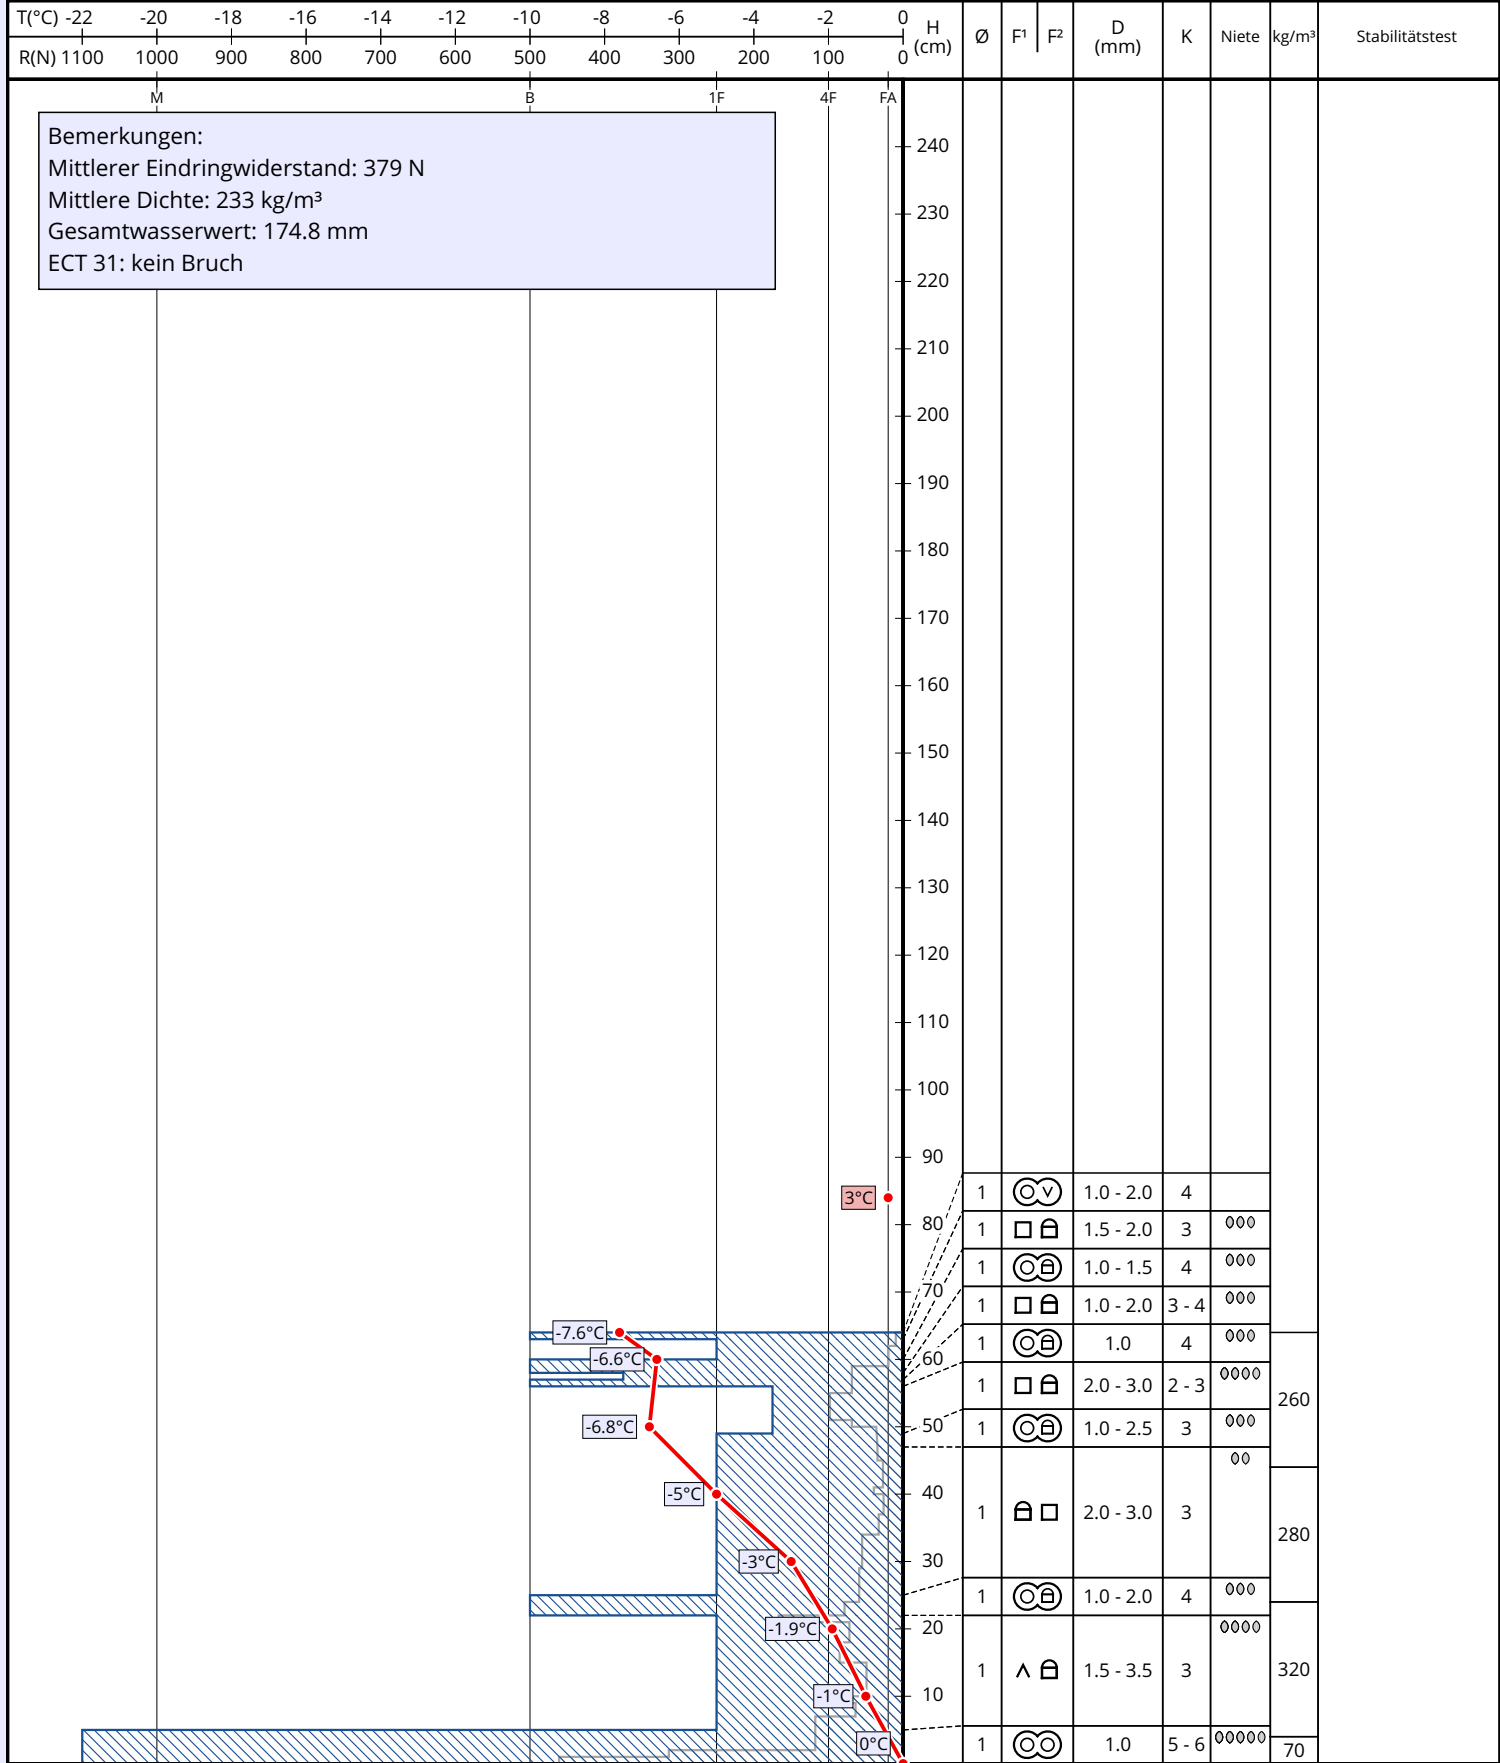 T(°C) -22 -20 -18 -16 -14 -12 -10 -8 -6 -4 -2 0
R(N) 1100 1000 900 800 700 600 500 400 300 200 100 0
H (cm) Ø F¹ F² D (mm) K Niete kg/m³ Stabilitätstest
M B 1F 4F FA
Bemerkungen:
Mittlerer Eindringwiderstand: 379 N
Mittlere Dichte: 233 kg/m³
Gesamtwasserwert: 174.8 mm
ECT 31: kein Bruch
240
230
220
210
200
190
180
170
160
150
140
130
120
110
100
90
1 1.0 - 2.0 4
3°C
80
1 1.5 - 2.0 3
1 1.0 - 1.5 4
70
1 1.0 - 2.0 3 - 4
-7.6°C
1 1.0 4
-6.6°C 60
1 2.0 - 3.0 2 - 3
260
-6.8°C 50
1 1.0 - 2.5 3
-5°C 40
1 2.0 - 3.0 3
280
-3°C 30
1 1.0 - 2.0 4
-1.9°C 20
1 1.5 - 3.5 3 320
-1°C 10
0°C
1 1.0 5 - 6
70